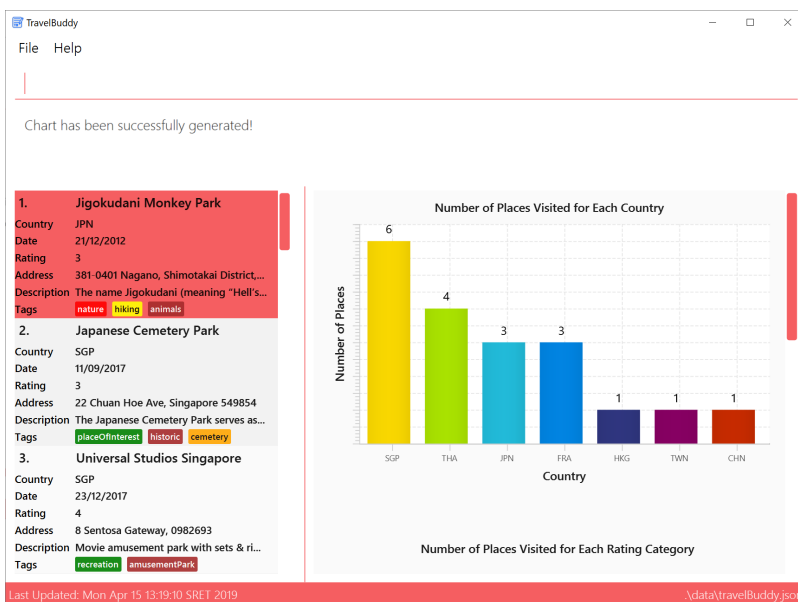 TravelBuddy
File Help
Chart has been successfully generated!
1. Jigokudani Monkey Park
Country JPN
Date 21/12/2012
Rating 3
Address 381-0401 Nagano, Shimotakai District,...
Description The name Jigokudani (meaning "Hell's...
Tags nature hiking animals
2. Japanese Cemetery Park
Country SGP
Date 11/09/2017
Rating 3
Address 22 Chuan Hoe Ave, Singapore 549854
Description The Japanese Cemetery Park serves as...
Tags placeOfInterest historic cemetery
3. Universal Studios Singapore
Country SGP
Date 23/12/2017
Rating 4
Address 8 Sentosa Gateway, 0982693
Description Movie amusement park with sets & ri...
Tags recreation amusementPark
Number of Places Visited for Each Country
Number of Places
6
4
3
3
1
1
1
SGP THA JPN FRA HKG TWN CHN
Country
Number of Places Visited for Each Rating Category
Last Updated: Mon Apr 15 13:19:10 SRET 2019
.\data\travelBuddy.json